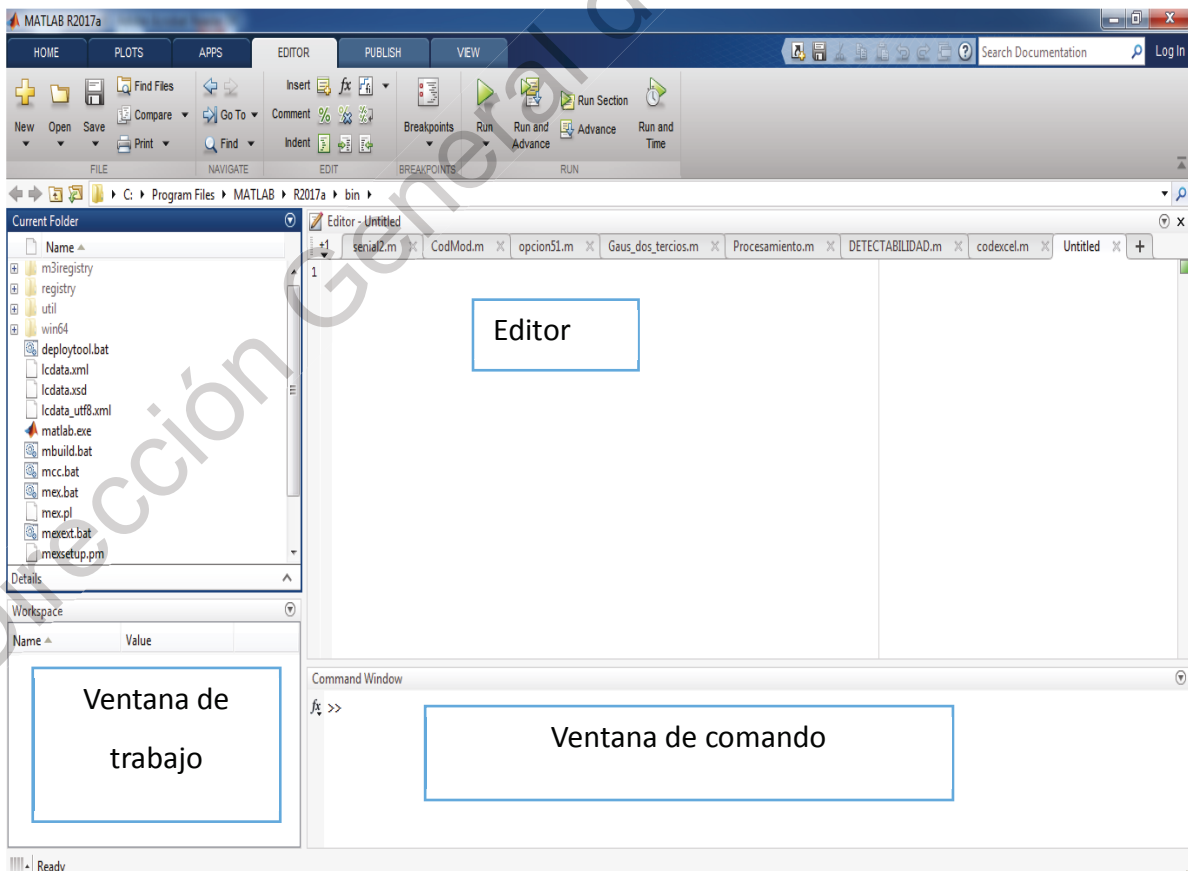 MATLAB R2017a
HOME PLOTS APPS EDITOR PUBLISH VIEW Search Documentation Log In
New Open Save Find Files Compare Print Go To Find Insert fx Comment Indent Breakpoints Run Run and Advance Run Section Advance Run and Time
FILE NAVIGATE EDIT BREAKPOINTS RUN
C: Program Files MATLAB R2017a bin
Current Folder
Name
m3iregistry
registry
util
win64
deploytool.bat
lcdata.xml
lcdata.xsd
lcdata_utf8.xml
matlab.exe
mbuild.bat
mcc.bat
mex.bat
mex.pl
mexext.bat
mexsetup.pm
Details
Workspace
Name Value
Ventana de
trabajo
Editor - Untitled
+1 senial2.m CodMod.m opcion51.m Gaus_dos_tercios.m Procesamiento.m DETECTABILIDAD.m codexcel.m Untitled +
1
Editor
Command Window
fx >>
Ventana de comando
Ready
Dirección General d